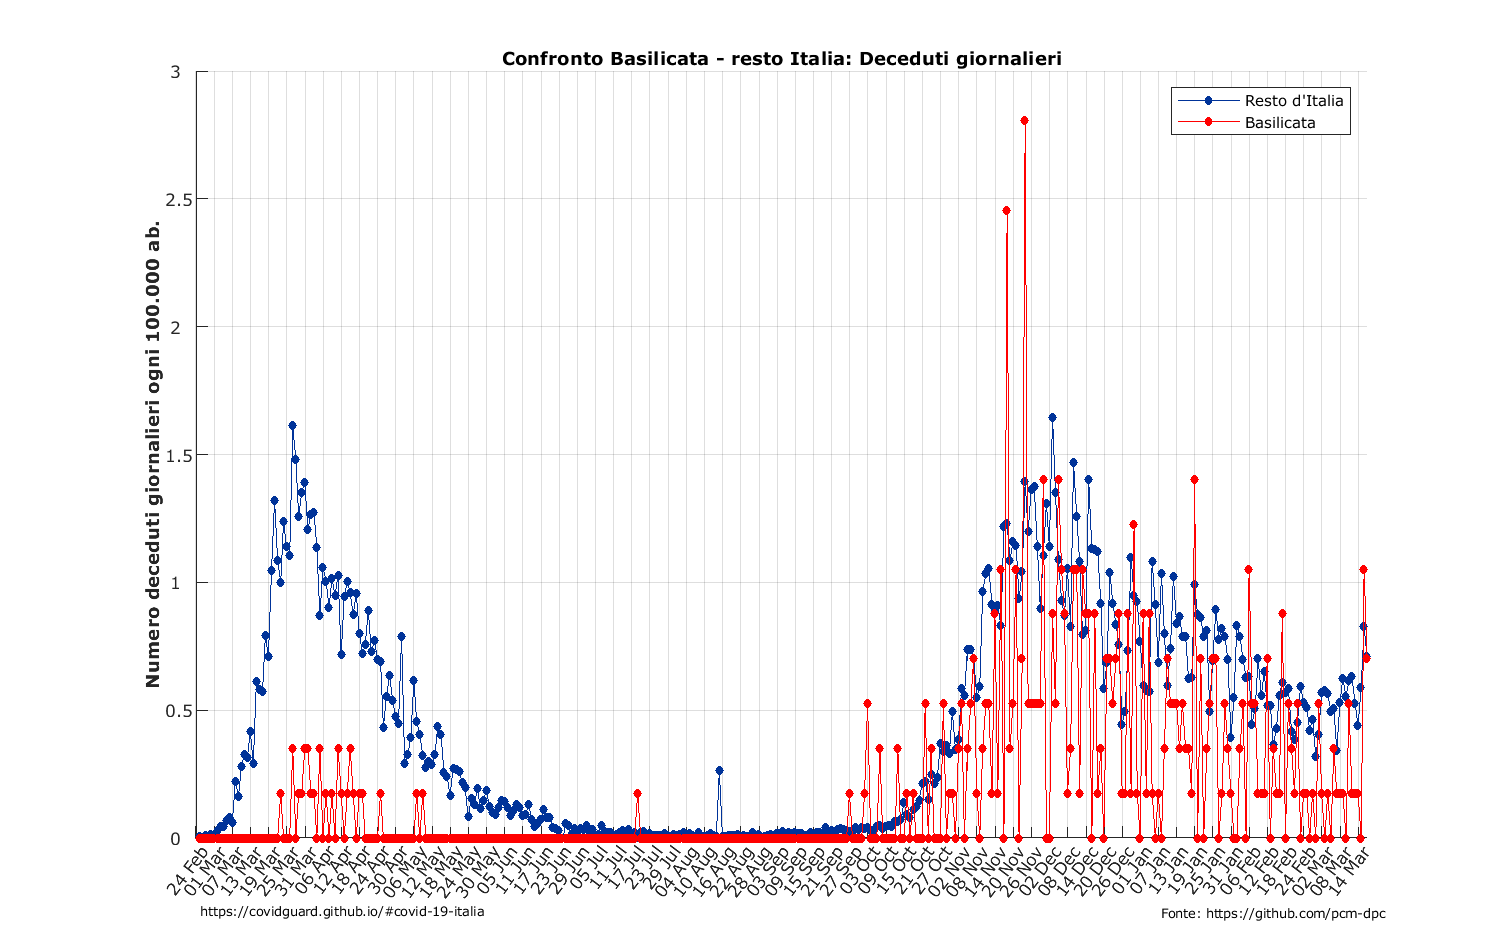 Confronto Basilicata - resto Italia: Deceduti giornalieri
Resto d'Italia
Basilicata
Numero deceduti giornalieri ogni 100.000 ab.
3
2.5
2
1.5
1
0.5
0
24 Feb
01 Mar
07 Mar
13 Mar
19 Mar
25 Mar
31 Mar
06 Apr
12 Apr
18 Apr
24 Apr
30 Apr
06 May
12 May
18 May
24 May
30 May
05 Jun
11 Jun
17 Jun
23 Jun
29 Jun
05 Jul
11 Jul
17 Jul
23 Jul
29 Jul
04 Aug
10 Aug
16 Aug
22 Aug
28 Aug
03 Sep
09 Sep
15 Sep
21 Sep
27 Sep
03 Oct
09 Oct
15 Oct
21 Oct
27 Oct
02 Nov
08 Nov
14 Nov
20 Nov
26 Nov
02 Dec
08 Dec
14 Dec
20 Dec
26 Dec
01 Jan
07 Jan
13 Jan
19 Jan
25 Jan
31 Jan
06 Feb
12 Feb
18 Feb
24 Feb
02 Mar
08 Mar
14 Mar
https://covidguard.github.io/#covid-19-italia
Fonte: https://github.com/pcm-dpc